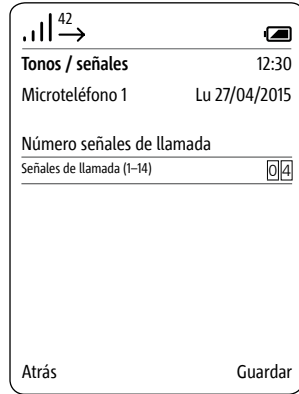 42
Tonos / señales 12:30
Microteléfono 1 Lu 27/04/2015
Número señales de llamada
Señales de llamada (1–14) 04
Atrás Guardar